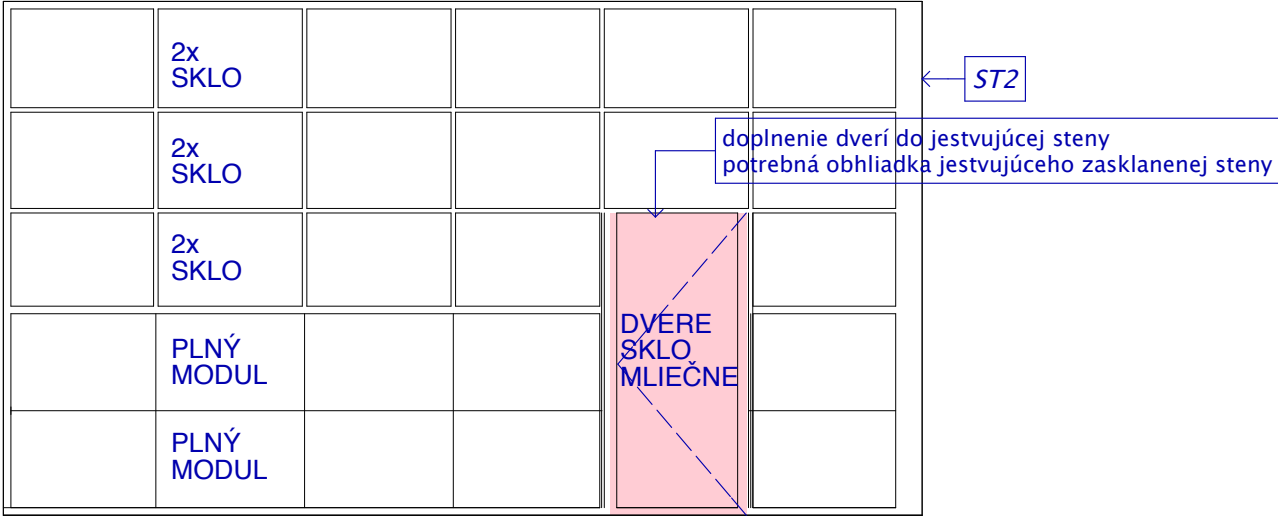 2x
SKLO
ST2
2x
SKLO
doplnenie dverí do jestvujúcej steny
potrebná obhliadka jestvujúceho zasklanenej steny
2x
SKLO
DVERE
SKLO
MLIEČNE
PLNÝ
MODUL
PLNÝ
MODUL